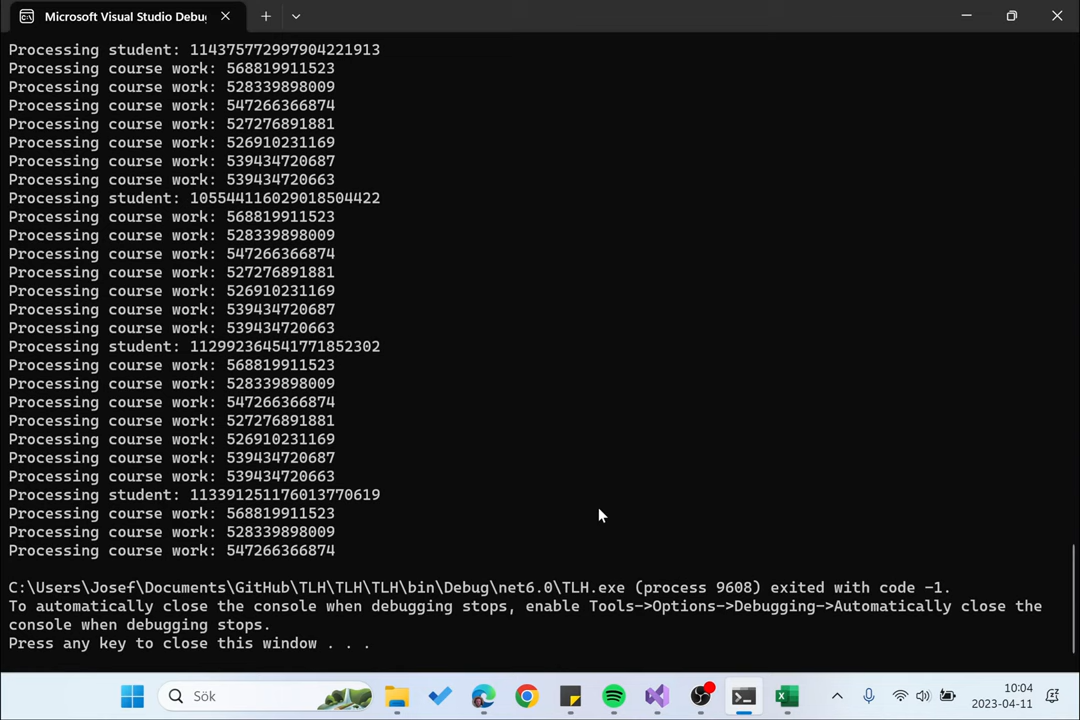 Microsoft Visual Studio Debu
Processing student: 114375772997904221913
Processing course work: 568819911523
Processing course work: 528339898009
Processing course work: 547266366874
Processing course work: 527276891881
Processing course work: 526910231169
Processing course work: 539434720687
Processing course work: 539434720663
Processing student: 105544116029018504422
Processing course work: 568819911523
Processing course work: 528339898009
Processing course work: 547266366874
Processing course work: 527276891881
Processing course work: 526910231169
Processing course work: 539434720687
Processing course work: 539434720663
Processing student: 112992364541771852302
Processing course work: 568819911523
Processing course work: 528339898009
Processing course work: 547266366874
Processing course work: 527276891881
Processing course work: 526910231169
Processing course work: 539434720687
Processing course work: 539434720663
Processing student: 113391251176013770619
Processing course work: 568819911523
Processing course work: 528339898009
Processing course work: 547266366874
C:\Users\Josef\Documents\GitHub\TLH\TLH\TLH\bin\Debug\net6.0\TLH.exe (process 9608) exited with code -1.
To automatically close the console when debugging stops, enable Tools->Options->Debugging->Automatically close the
console when debugging stops.
Press any key to close this window . . .
Sök
10:04
2023-04-11